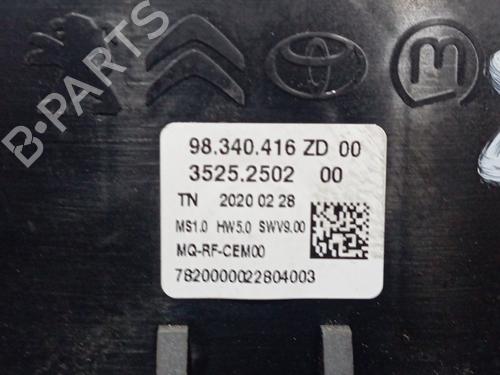 B-PARTS
98.340.416 ZD 00
3525.2502 00
TN 2020 02 28
MS1.0 HW5.0 SWV9.00
MQ-RF-CEM00
7820000022804003